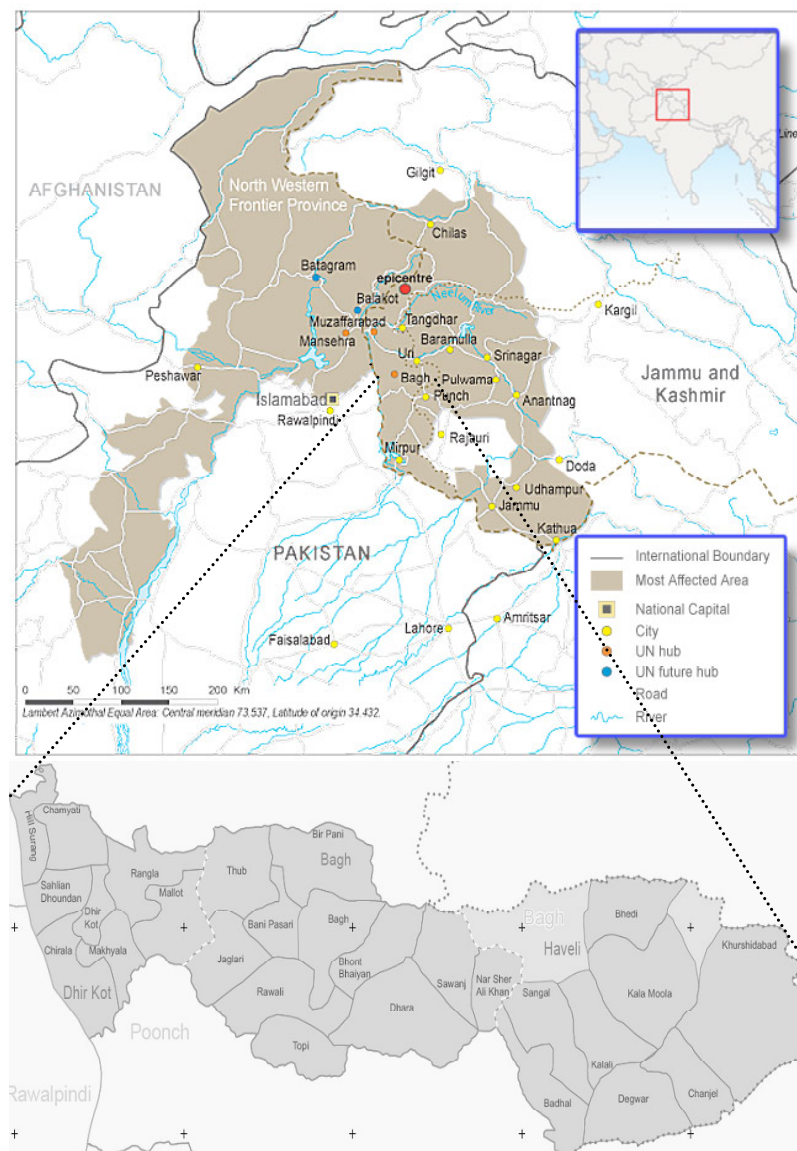 Line
Gilgit
AFGHANISTAN
North Western
Frontier Province
Chilas
Batagram
epicentre
Neelum River
Balakot
Kargil
Muzaffarabad
Tangdhar
Mansehra
Baramulla
Uri
Srinagar
Peshawar
Bagh
Pulwama
Jammu and
Kashmir
Islamabad
Punch
Anantnag
Rawalpindi
Rajauri
Mirpur
Doda
Udhampur
Jammu
Kathua
PAKISTAN
International Boundary
Most Affected Area
National Capital
City
UN hub
UN future hub
Road
River
Lahore
Amritsar
Faisalabad
0 50 100 150 200 Km
Lambert Azimuthal Equal Area: Central meridian 73.537, Latitude of origin 34.432.
Chamyati
Hill Surang
Bir Pani
Bagh
Rangla
Thub
Sahlian
Dhoundan
Mallot
Dhir
Kot
Bani Pasari
Bagh
Bhedi
Bagh
Haveli
Khurshidabad
Chirala
Makhyala
Jaglari
Bhont
Bhaiyan
Sawanj
Nar Sher
Ali Khan
Sangal
Kala Moola
Dhir Kot
Rawali
Dhara
Poonch
Topi
Kalali
Rawalpindi
Badhal
Degwar
Chanjel